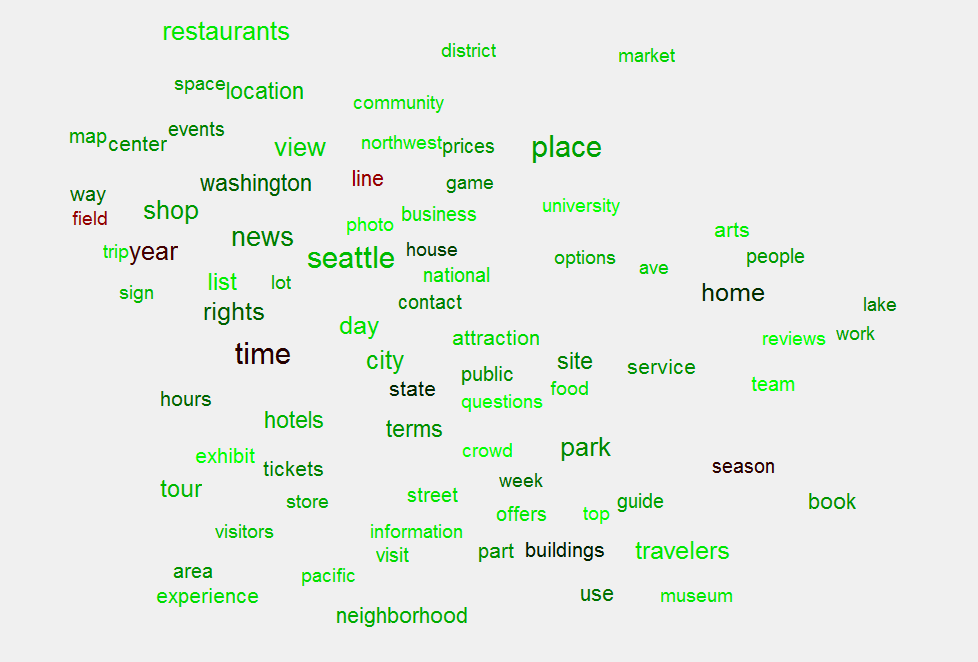 restaurants
district
market
space
location
community
map
center
events
view
northwest
prices
place
washington
line
game
way
field
shop
photo
business
university
arts
trip
year
news
seattle
house
options
ave
people
national
sign
list
lot
rights
contact
home
lake
day
attraction
reviews
work
time
city
site
service
state
public
food
team
questions
hours
hotels
terms
crowd
park
exhibit
tickets
season
week
tour
store
street
offers
top
guide
book
visitors
information
visit
part
buildings
travelers
area
pacific
experience
use
museum
neighborhood